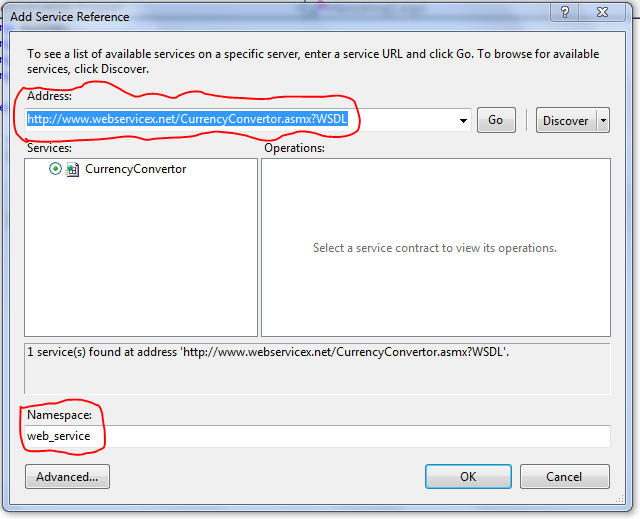 Add Service Reference
To see a list of available services on a specific server, enter a service URL and click Go. To browse for available
services, click Discover.
Address:
http://www.webservicex.net/CurrencyConvertor.asmx?WSDL
Go
Discover
Services:
Operations:
CurrencyConvertor
Select a service contract to view its operations.
1 service(s) found at address 'http://www.webservicex.net/CurrencyConvertor.asmx?WSDL'.
Namespace:
web_service
Advanced...
OK
Cancel